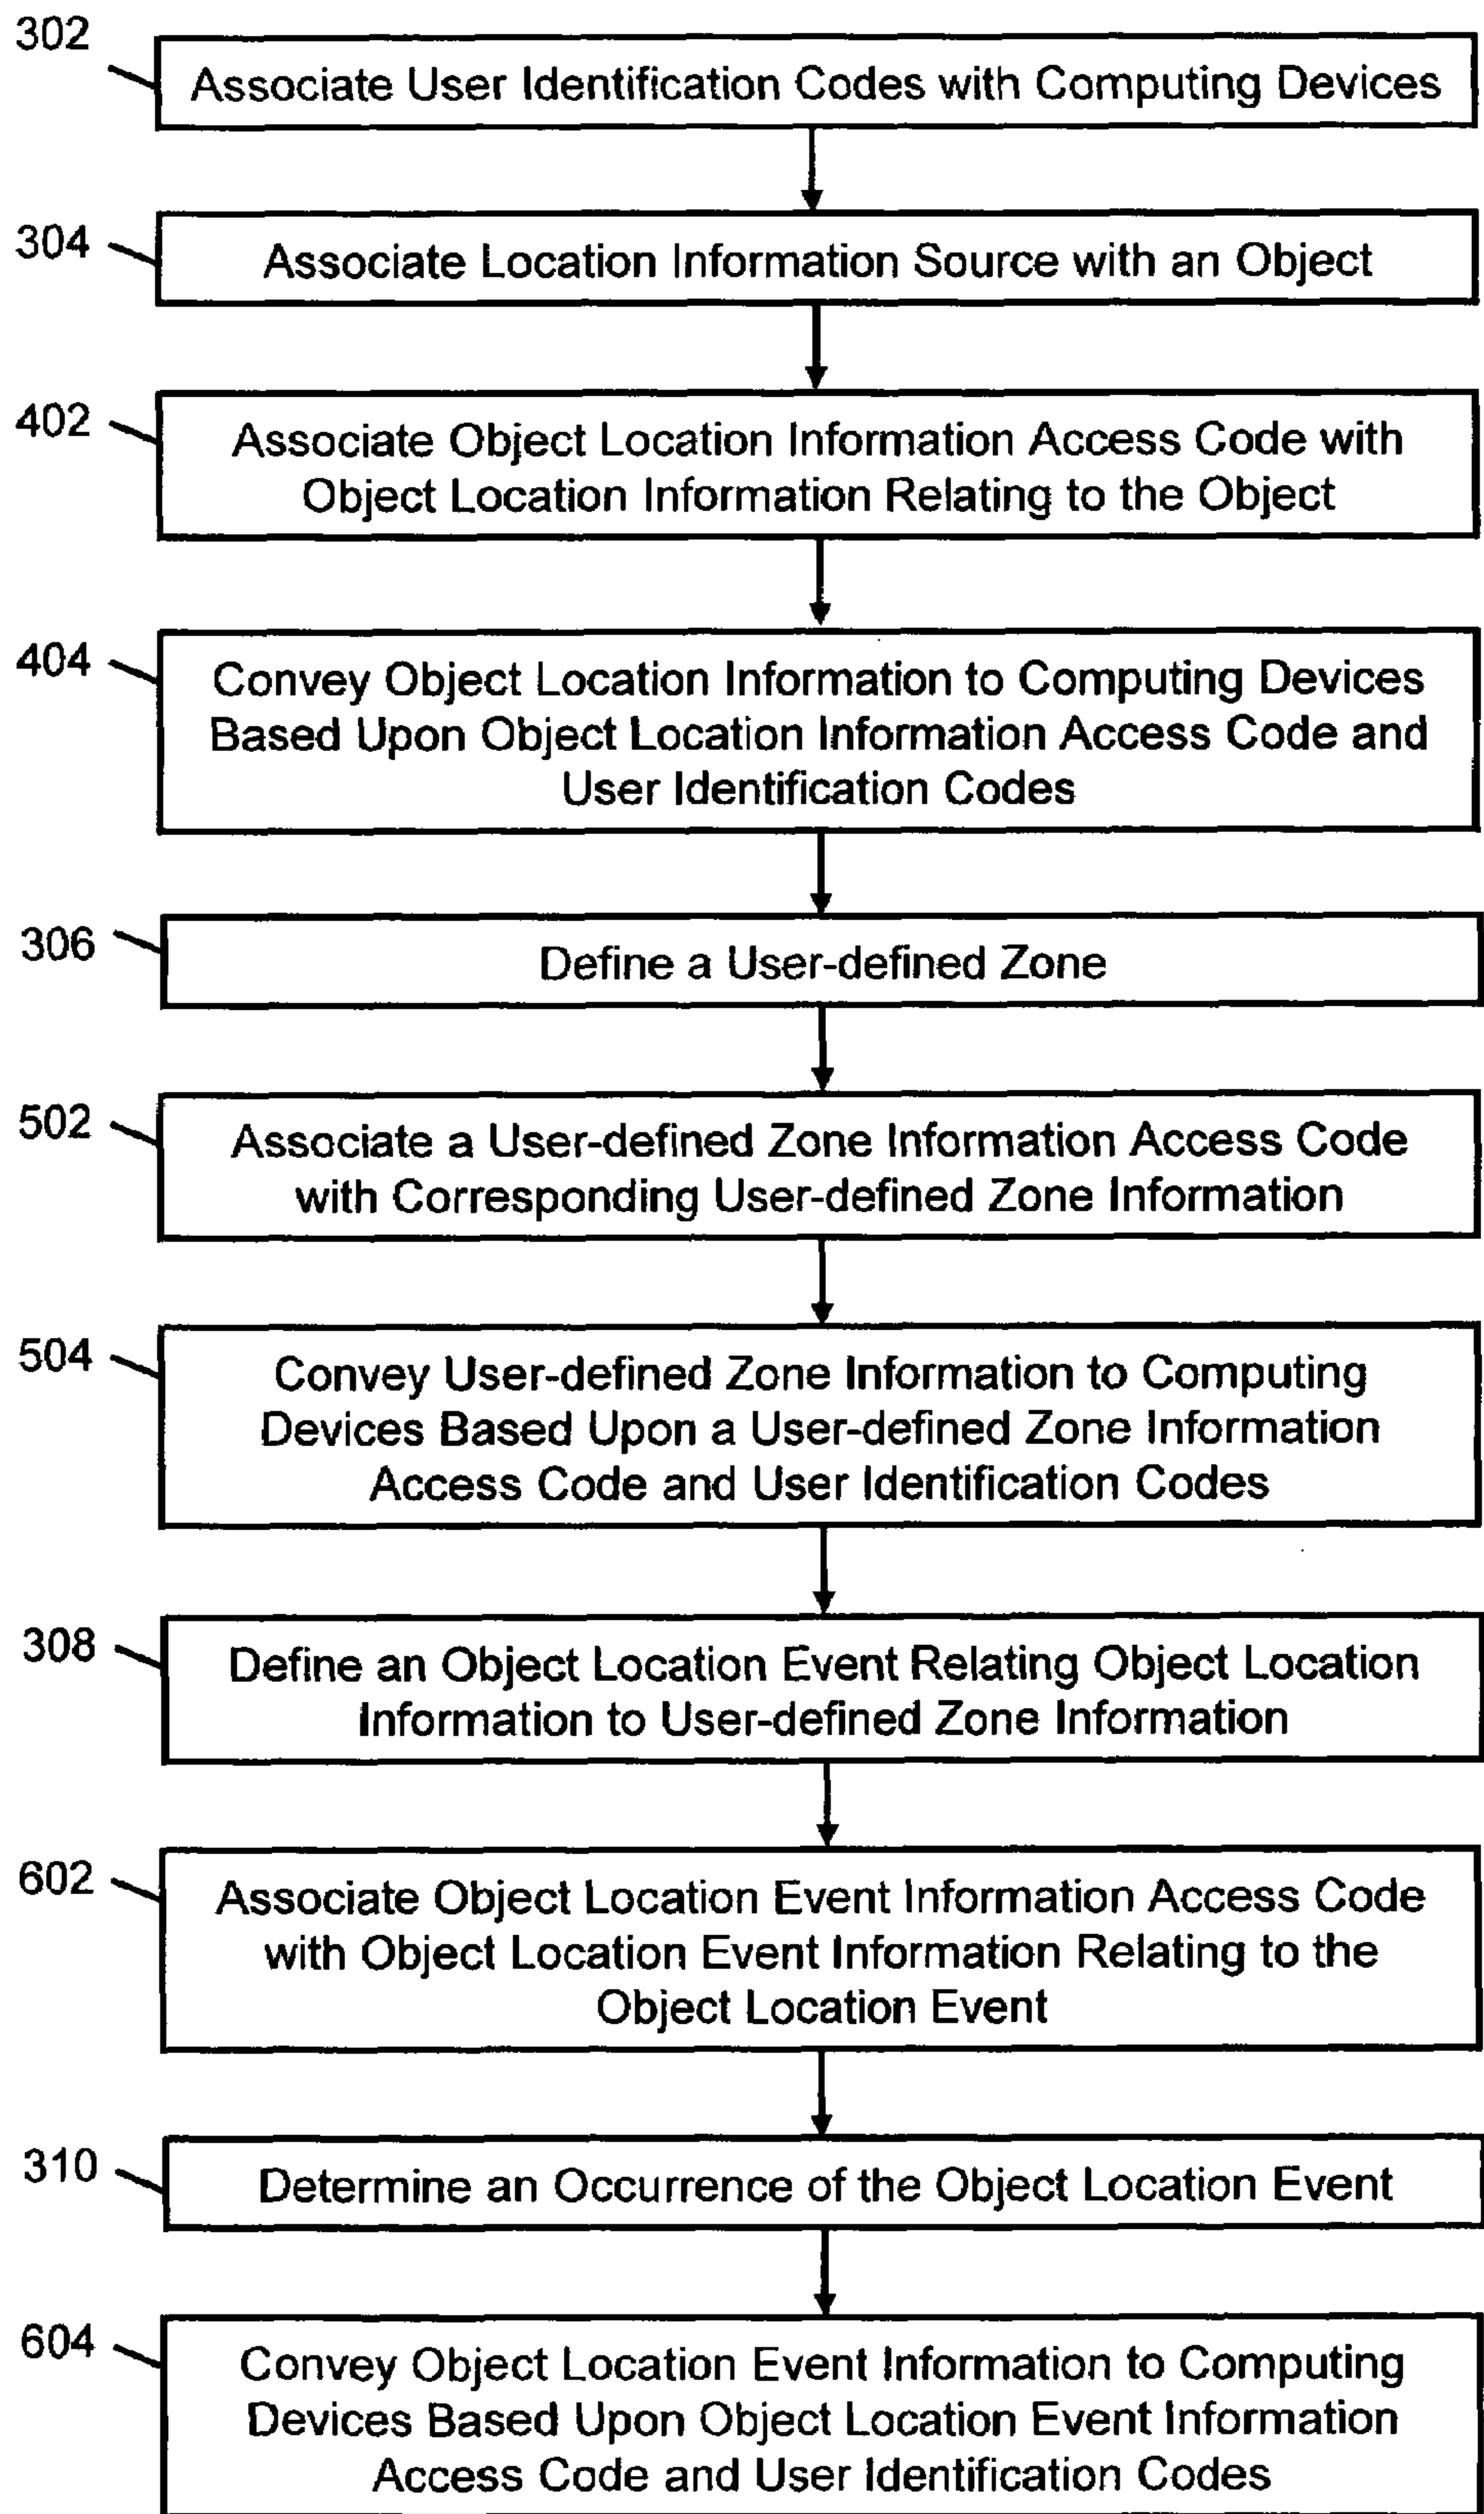 302
Associate User Identification Codes with Computing Devices
304
Associate Location Information Source with an Object
402
Associate Object Location Information Access Code with
Object Location Information Relating to the Object
404
Convey Object Location Information to Computing Devices
Based Upon Object Location Information Access Code and
User Identification Codes
306
Define a User-defined Zone
502
Associate a User-defined Zone Information Access Code
with Corresponding User-defined Zone Information
504
Convey User-defined Zone Information to Computing
Devices Based Upon a User-defined Zone Information
Access Code and User Identification Codes
308
Define an Object Location Event Relating Object Location
Information to User-defined Zone Information
602
Associate Object Location Event Information Access Code
with Object Location Event Information Relating to the
Object Location Event
310
Determine an Occurrence of the Object Location Event
604
Convey Object Location Event Information to Computing
Devices Based Upon Object Location Event Information
Access Code and User Identification Codes